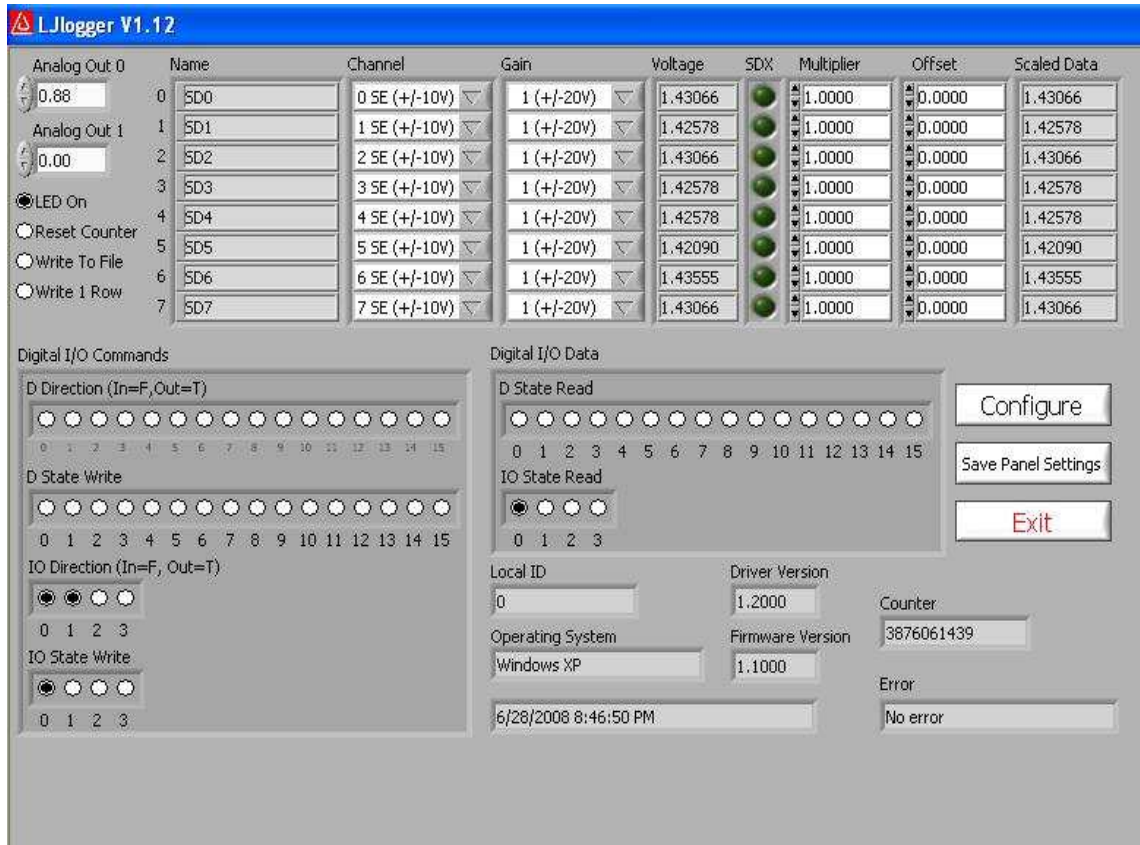 LJlogger V1.12
Analog Out 0 Name Channel Gain Voltage SDX Multiplier Offset Scaled Data
0.88 0 SD0 0 SE (+/-10V) 1 (+/-20V) 1.43066 1.0000 0.0000 1.43066
Analog Out 1 1 SD1 1 SE (+/-10V) 1 (+/-20V) 1.42578 1.0000 0.0000 1.42578
0.00 2 SD2 2 SE (+/-10V) 1 (+/-20V) 1.43066 1.0000 0.0000 1.43066
3 SD3 3 SE (+/-10V) 1 (+/-20V) 1.42578 1.0000 0.0000 1.42578
LED On 4 SD4 4 SE (+/-10V) 1 (+/-20V) 1.42578 1.0000 0.0000 1.42578
Reset Counter 5 SD5 5 SE (+/-10V) 1 (+/-20V) 1.42090 1.0000 0.0000 1.42090
Write To File 6 SD6 6 SE (+/-10V) 1 (+/-20V) 1.43555 1.0000 0.0000 1.43555
Write 1 Row 7 SD7 7 SE (+/-10V) 1 (+/-20V) 1.43066 1.0000 0.0000 1.43066
Digital I/O Commands
D Direction (In=F,Out=T)
0 1 2 3 4 5 6 7 8 9 10 11 12 13 14 15
D State Write
0 1 2 3 4 5 6 7 8 9 10 11 12 13 14 15
IO Direction (In=F, Out=T)
0 1 2 3
IO State Write
0 1 2 3
Digital I/O Data
D State Read
0 1 2 3 4 5 6 7 8 9 10 11 12 13 14 15
IO State Read
0 1 2 3
Configure
Save Panel Settings
Exit
Local ID
0
Driver Version
1.2000
Counter
3876061439
Operating System
Windows XP
Firmware Version
1.1000
Error
No error
6/28/2008 8:46:50 PM